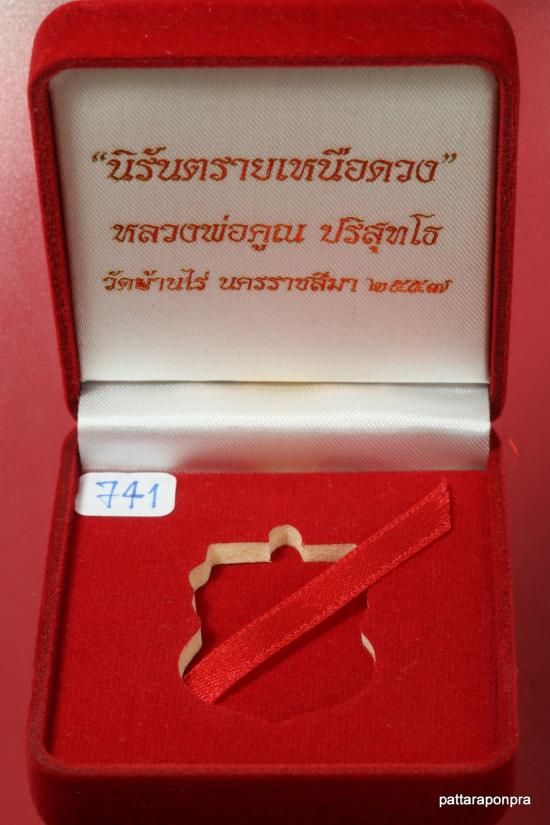 “นิรันตรายเหนือดวง”
หลวงพ่อคูณ ปริสุทโธ
วัดบ้านไร่ นครราชสีมา ๒๕๕๗
741
pattaraponpra